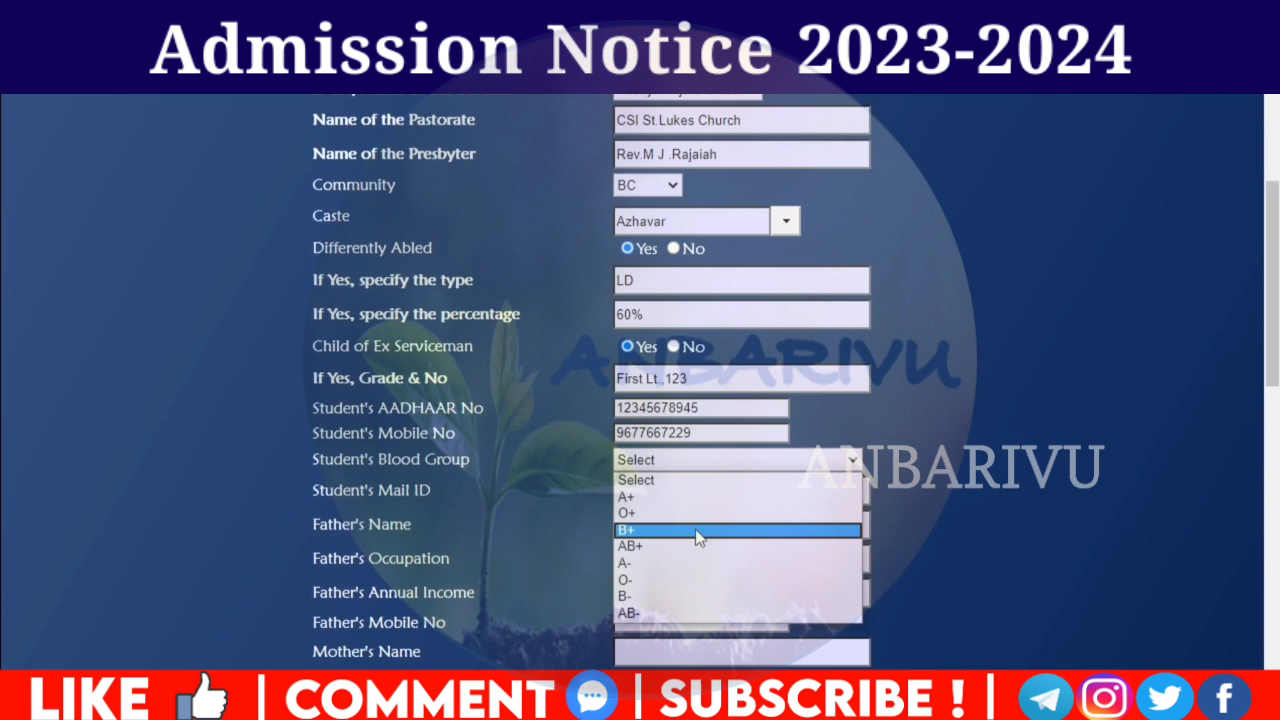 Admission Notice 2023-2024
Name of the Pastorate CSI St.Lukes Church
Name of the Presbyter Rev.M J .Rajaiah
Community BC
Caste Azhavar
Differently Abled Yes No
If Yes, specify the type LD
If Yes, specify the percentage 60%
Child of Ex Serviceman Yes No
ANBARIVU
If Yes, Grade & No First Lt.,123
Student's AADHAAR No 12345678945
Student's Mobile No 9677667229
Student's Blood Group Select
ANBARIVU
Select
Student's Mail ID A+
O+
Father's Name B+
AB+
Father's Occupation A-
O-
Father's Annual Income B-
AB-
Father's Mobile No
Mother's Name
LIKE | COMMENT | SUBSCRIBE ! |